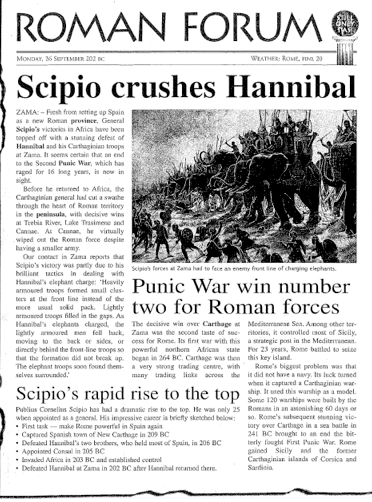 ROMAN FORUM
STILL
ONLY
1 AS!
MONDAY, 26 SEPTEMBER 202 BC
WEATHER: ROME, FINE, 20
Scipio crushes Hannibal
ZAMA: – Fresh from setting up Spain
as a new Roman province, General
Scipio's victories in Africa have been
topped off with a stunning defeat of
Hannibal and his Carthaginian troops
at Zama. It seems certain that an end
to the Second Punic War, which has
raged for 16 long years, is now in
sight.
Before he returned to Africa, the
Carthaginian general had cut a swathe
through the heart of Roman territory
in the peninsula, with decisive wins
at Trebia River, Lake Trasimene and
Cannae. At Cannae, he virtually
wiped out the Roman force despite
having a smaller army.
Our contact in Zama reports that
Scipio's victory was partly due to his
brilliant tactics in dealing with
Hannibal's elephant charge: 'Heavily
armoured troops formed small clus-
ters at the front line instead of the
more usual solid pack. Lightly
armoured troops filled in the gaps. As
Hannibal's elephants charged, the
lightly armoured men fell back,
moving to the back or sides, or
directly behind the front-line troops so
that the formation did not break up.
The elephant troops soon found them-
selves surrounded.'
Scipio's forces at Zama had to face an enemy front line of charging elephants.
Punic War win number
two for Roman forces
The decisive win over Carthage at
Zama was the second taste of suc-
cess for Rome. Its first war with this
powerful northern African state
began in 264 BC. Carthage was then
a very strong trading centre, with
many trading links across the
Mediterranean Sea. Among other ter-
ritories, it controlled most of Sicily,
a strategic post in the Mediterranean.
For 23 years, Rome battled to seize
this key island.
Rome's biggest problem was that
it did not have a navy. Its luck turned
when it captured a Carthaginian war-
ship. It used this warship as a model.
Some 120 warships were built by the
Romans in an astonishing 60 days or
so. Rome's subsequent stunning vic-
tory over Carthage in a sea battle in
241 BC brought to an end the bit-
terly fought First Punic War. Rome
gained Sicily and the former
Carthaginian islands of Corsica and
Sardinia.
Scipio's rapid rise to the top
Publius Cornelius Scipio has had a dramatic rise to the top. He was only 25
when appointed as a general. His impressive career is briefly sketched below:
• First task — make Rome powerful in Spain again
• Captured Spanish town of New Carthage in 209 BC
• Defeated Hannibal's two brothers, who held most of Spain, in 206 BC
• Appointed Consul in 205 BC
• Invaded Africa in 203 BC and established control
• Defeated Hannibal at Zama in 202 BC after Hannibal returned there.